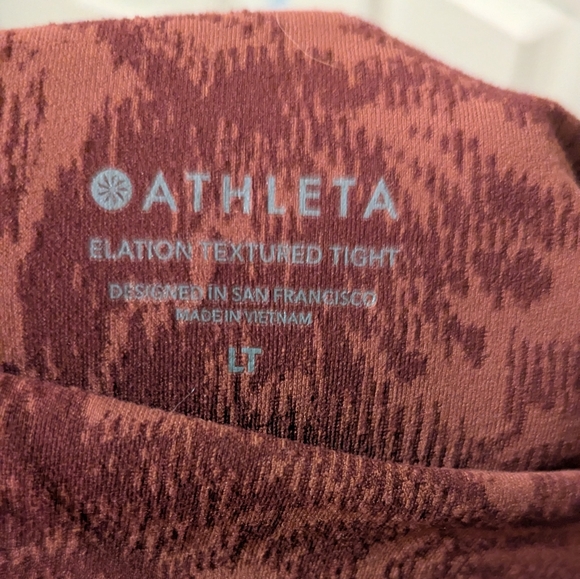 ATHLETA
ELATION TEXTURED TIGHT
DESIGNED IN SAN FRANCISCO
MADE IN VIETNAM
LT